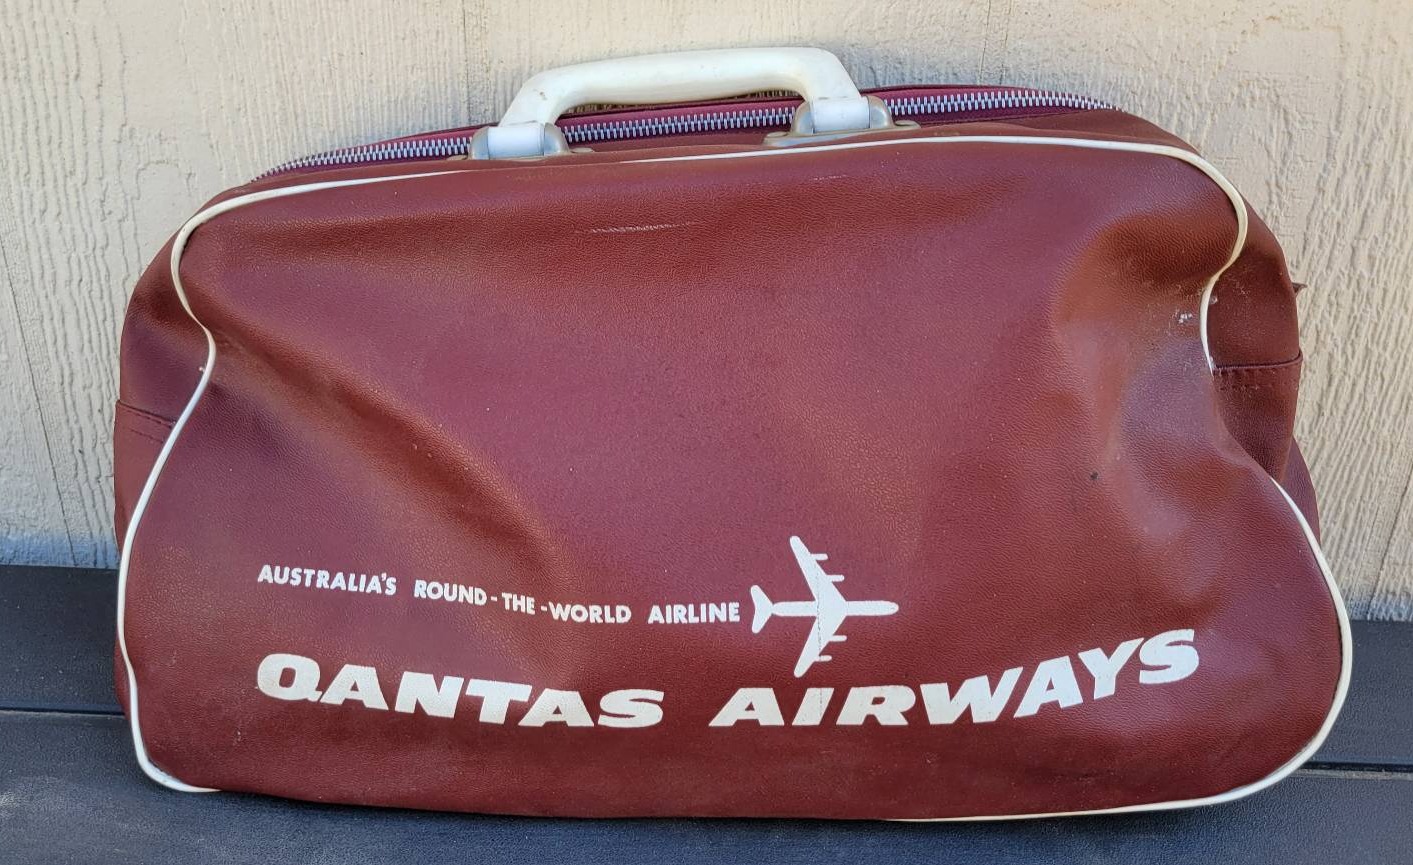 AUSTRALIA'S ROUND-THE-WORLD AIRLINE
QANTAS AIRWAYS